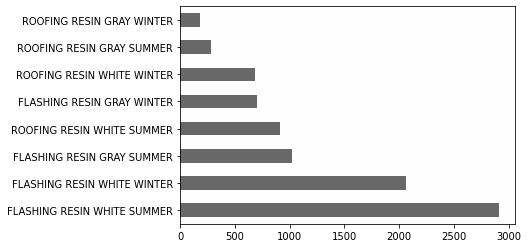 ROOFING RESIN GRAY WINTER
ROOFING RESIN GRAY SUMMER
ROOFING RESIN WHITE WINTER
FLASHING RESIN GRAY WINTER
ROOFING RESIN WHITE SUMMER
FLASHING RESIN GRAY SUMMER
FLASHING RESIN WHITE WINTER
FLASHING RESIN WHITE SUMMER
0 500 1000 1500 2000 2500 3000